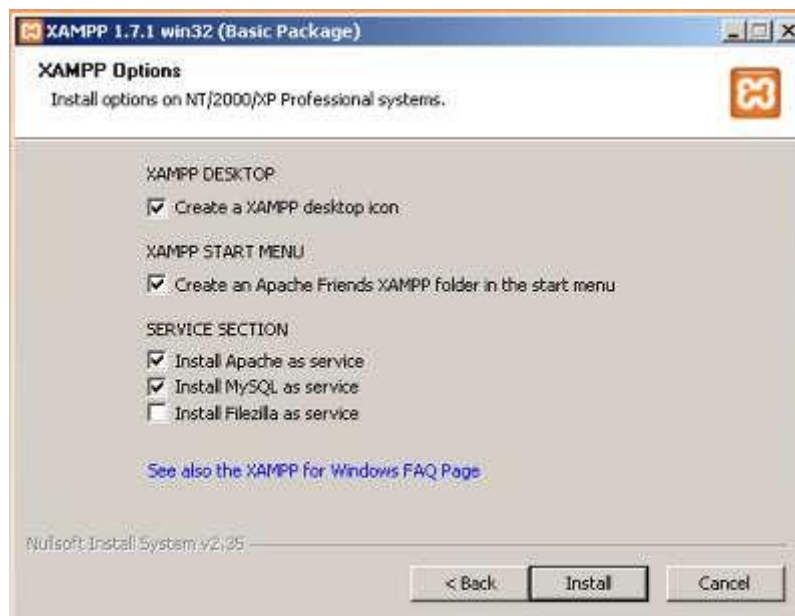 XAMPP 1.7.1 win32 (Basic Package)
XAMPP Options
Install options on NT/2000/XP Professional systems.
XAMPP DESKTOP
Create a XAMPP desktop icon
XAMPP START MENU
Create an Apache Friends XAMPP folder in the start menu
SERVICE SECTION
Install Apache as service
Install MySQL as service
Install Filezilla as service
See also the XAMPP for Windows FAQ Page
Nullsoft Install System v2.35
< Back Install Cancel